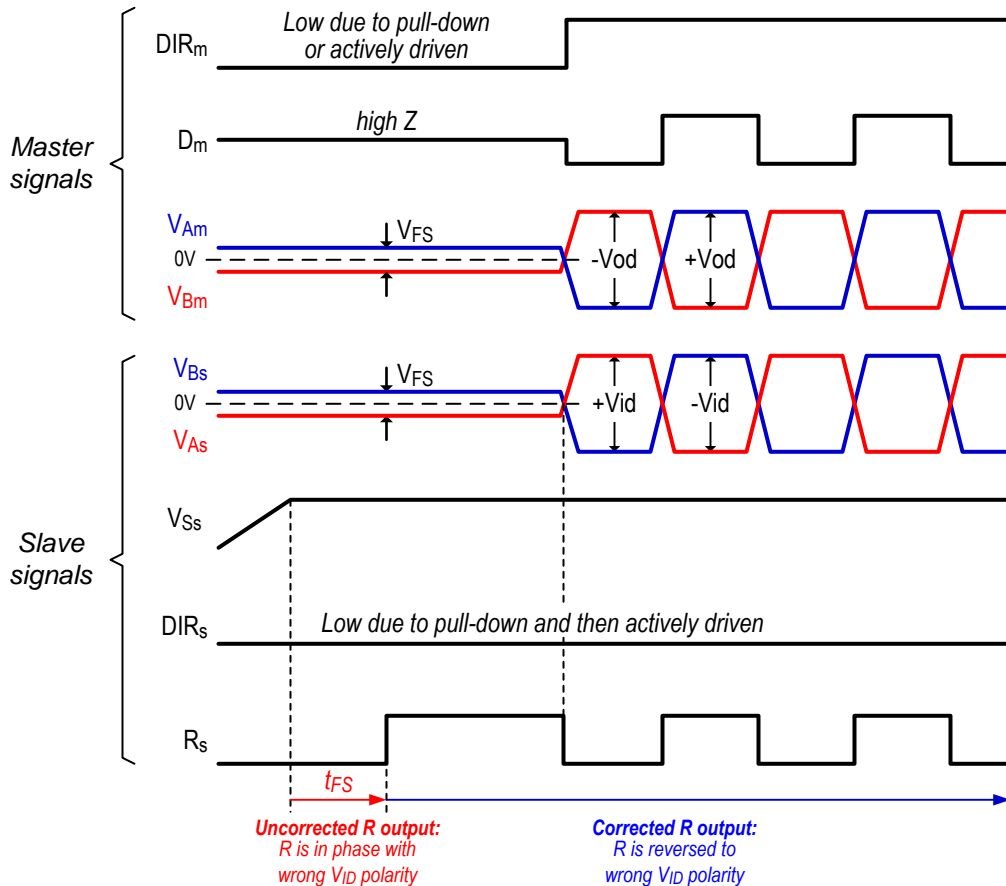 Low due to pull-down
or actively driven
DIRm
high Z
Dm
Master
signals
VAm
VFS
0V
-Vod
+Vod
VBm
VBs
VFS
0V
+Vid
-Vid
VAs
VSs
Slave
signals
DIRs
Low due to pull-down and then actively driven
Rs
tFS
Uncorrected R output:
R is in phase with
wrong VID polarity
Corrected R output:
R is reversed to
wrong VID polarity